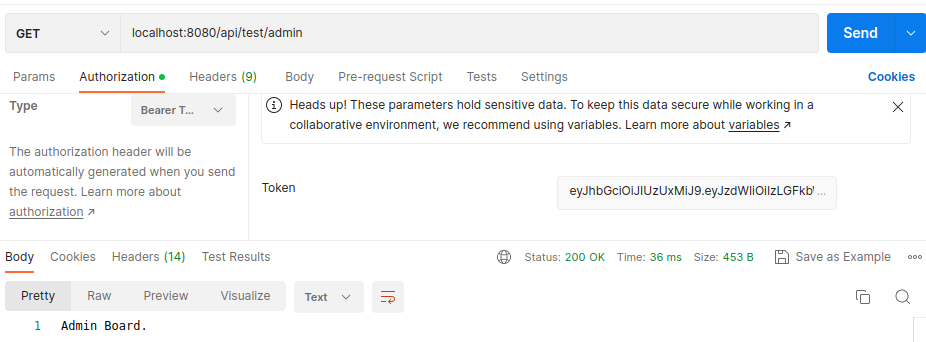 GET localhost:8080/api/test/admin Send
Params Authorization Headers (9) Body Pre-request Script Tests Settings Cookies
Type Bearer T...
Heads up! These parameters hold sensitive data. To keep this data secure while working in a
collaborative environment, we recommend using variables. Learn more about variables ↗
The authorization header will be
automatically generated when you send
the request. Learn more about
authorization ↗
Token eyJhbGciOiJIUzUxMiJ9.eyJzdWIiOiIzLGFkb ...
Body Cookies Headers (14) Test Results Status: 200 OK Time: 36 ms Size: 453 B Save as Example
Pretty Raw Preview Visualize Text
1 Admin Board.